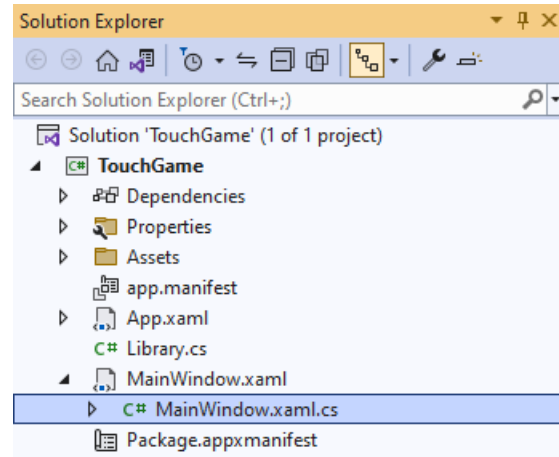 Solution Explorer
Search Solution Explorer (Ctrl+;)
Solution 'TouchGame' (1 of 1 project)
C# TouchGame
Dependencies
Properties
Assets
app.manifest
App.xaml
C# Library.cs
MainWindow.xaml
C# MainWindow.xaml.cs
Package.appxmanifest